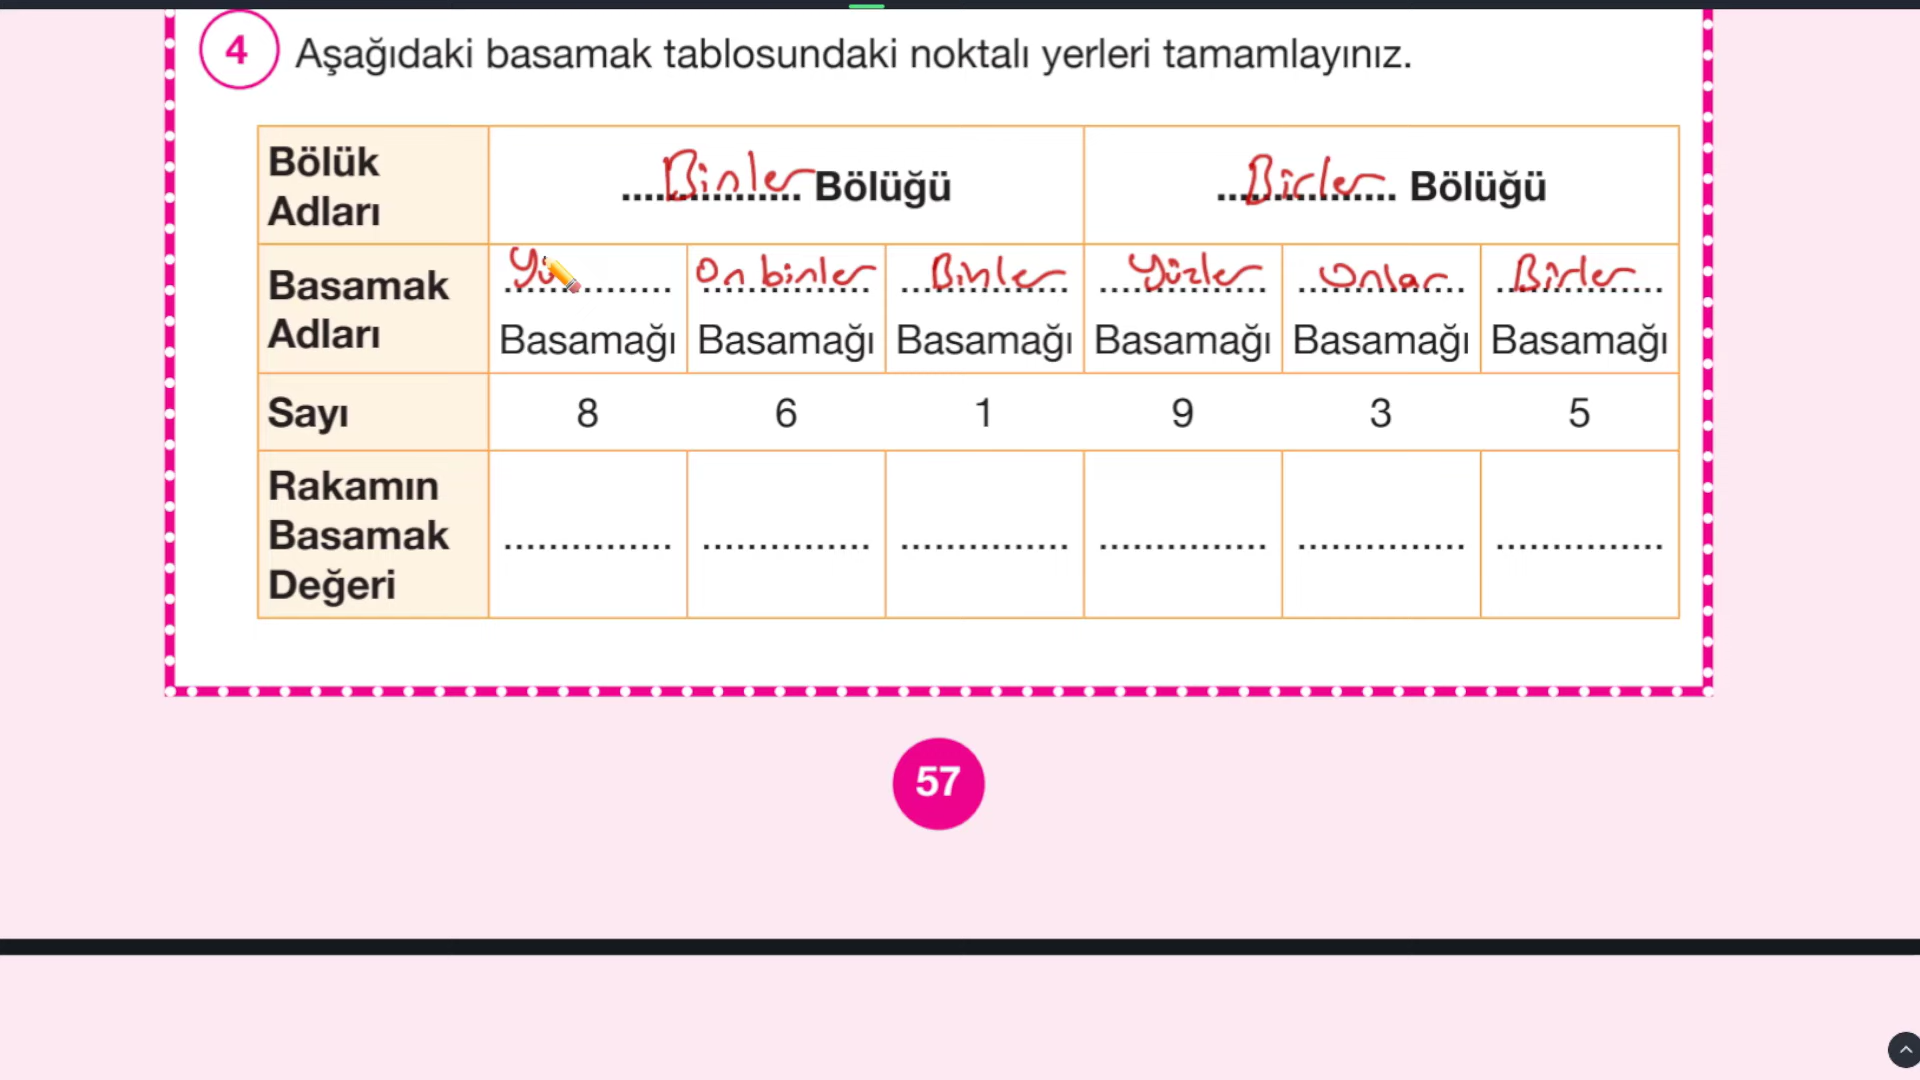 4 Aşağıdaki basamak tablosundaki noktalı yerleri tamamlayınız.
Bölük Adları
Binler Bölüğü
Birler Bölüğü
Basamak Adları
Yü Basamağı
On binler Basamağı
Binler Basamağı
Yüzler Basamağı
Onlar Basamağı
Birler Basamağı
Sayı 8 6 1 9 3 5
Rakamın Basamak Değeri
57